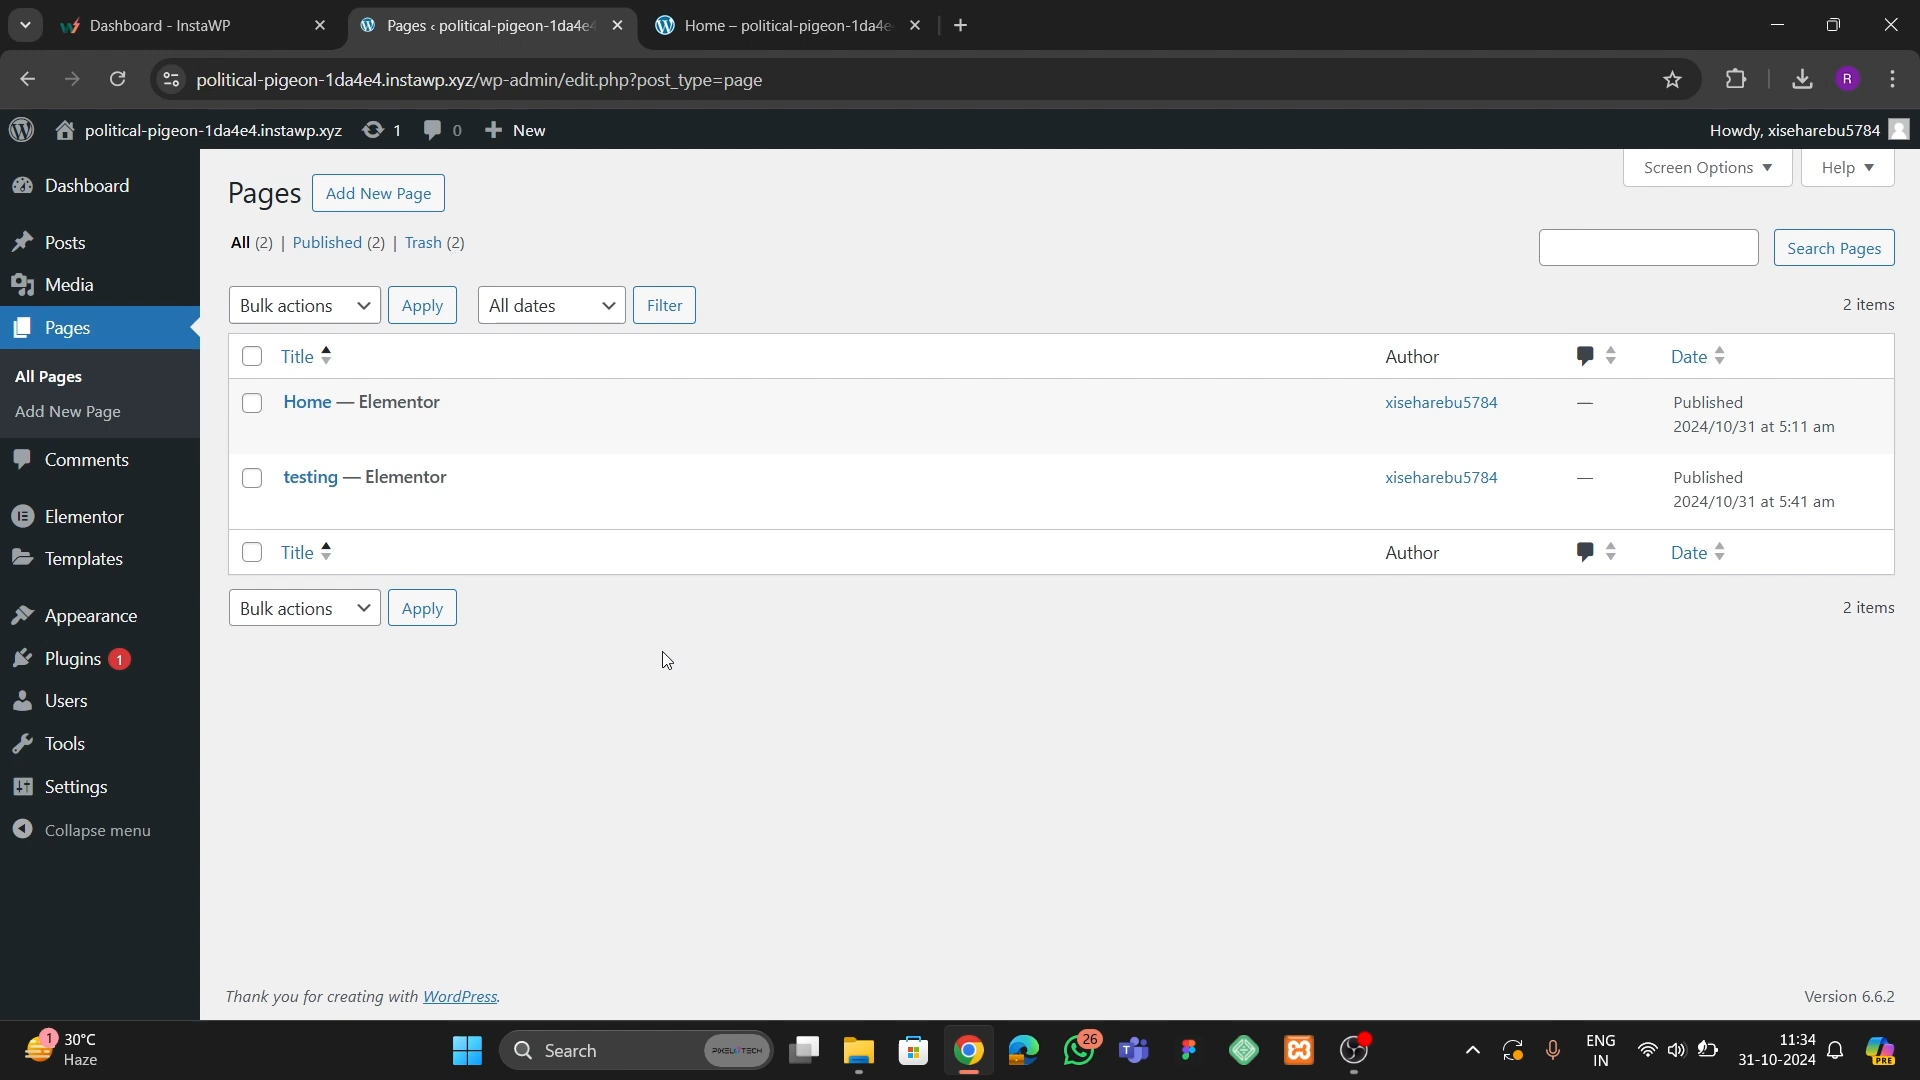 Dashboard - InstaWP
Pages ‹ political-pigeon-1da4e4
Home – political-pigeon-1da4e
political-pigeon-1da4e4.instawp.xyz/wp-admin/edit.php?post_type=page
R
political-pigeon-1da4e4.instawp.xyz 1 0 New
Howdy, xiseharebu5784
Dashboard
Posts
Media
Pages
All Pages
Add New Page
Comments
Elementor
Templates
Appearance
Plugins 1
Users
Tools
Settings
Collapse menu
Screen Options
Help
Pages
Add New Page
All (2) | Published (2) | Trash (2)
Search Pages
Bulk actions
Apply
All dates
Filter
2 items
Title Author Date
Home — Elementor xiseharebu5784 — Published
2024/10/31 at 5:11 am
testing — Elementor xiseharebu5784 — Published
2024/10/31 at 5:41 am
Title Author Date
Bulk actions
Apply
2 items
Thank you for creating with WordPress.
Version 6.6.2
1
30°C
Haze
Search
PIXELWTECH
26
PRE
ENG
IN
11:34
31-10-2024